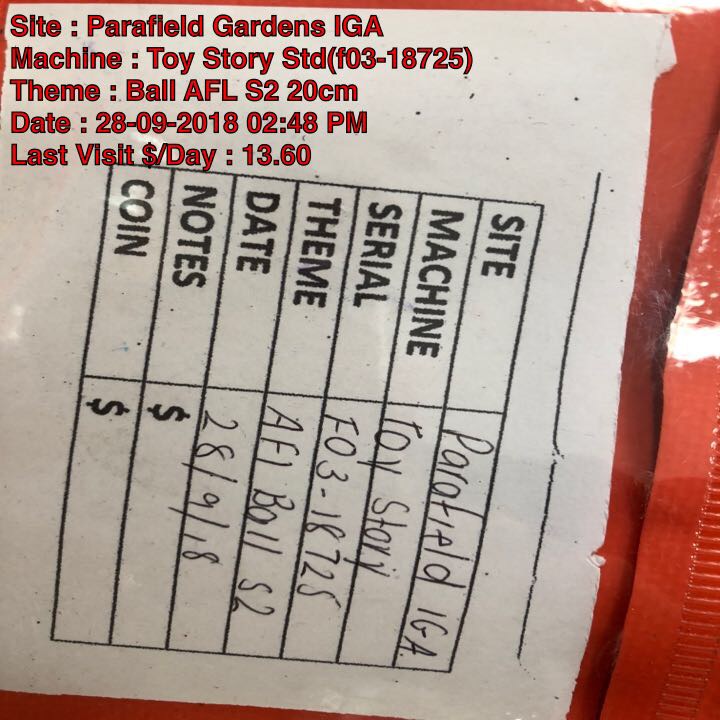 Site : Parafield Gardens IGA
Machine : Toy Story Std(f03-18725)
Theme : Ball AFL S2 20cm
Date : 28-09-2018 02:48 PM
Last Visit $/Day : 13.60
SITE Parafield IGA
MACHINE Toy Story
SERIAL F03-18725
THEME AFl Ball S2
DATE 28/9/18
NOTES $
COIN $